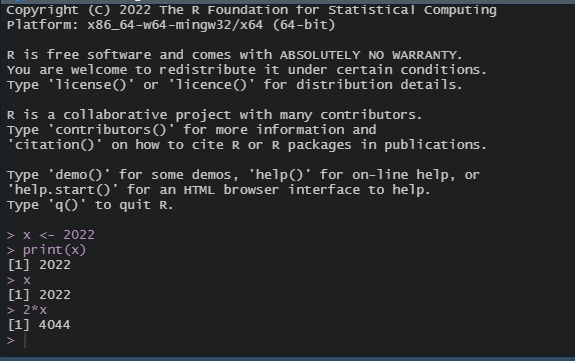 Copyright (C) 2022 The R Foundation for Statistical Computing
Platform: x86_64-w64-mingw32/x64 (64-bit)
R is free software and comes with ABSOLUTELY NO WARRANTY.
You are welcome to redistribute it under certain conditions.
Type 'license()' or 'licence()' for distribution details.
R is a collaborative project with many contributors.
Type 'contributors()' for more information and
'citation()' on how to cite R or R packages in publications.
Type 'demo()' for some demos, 'help()' for on-line help, or
'help.start()' for an HTML browser interface to help.
Type 'q()' to quit R.
> x <- 2022
> print(x)
[1] 2022
> x
[1] 2022
> 2*x
[1] 4044
>